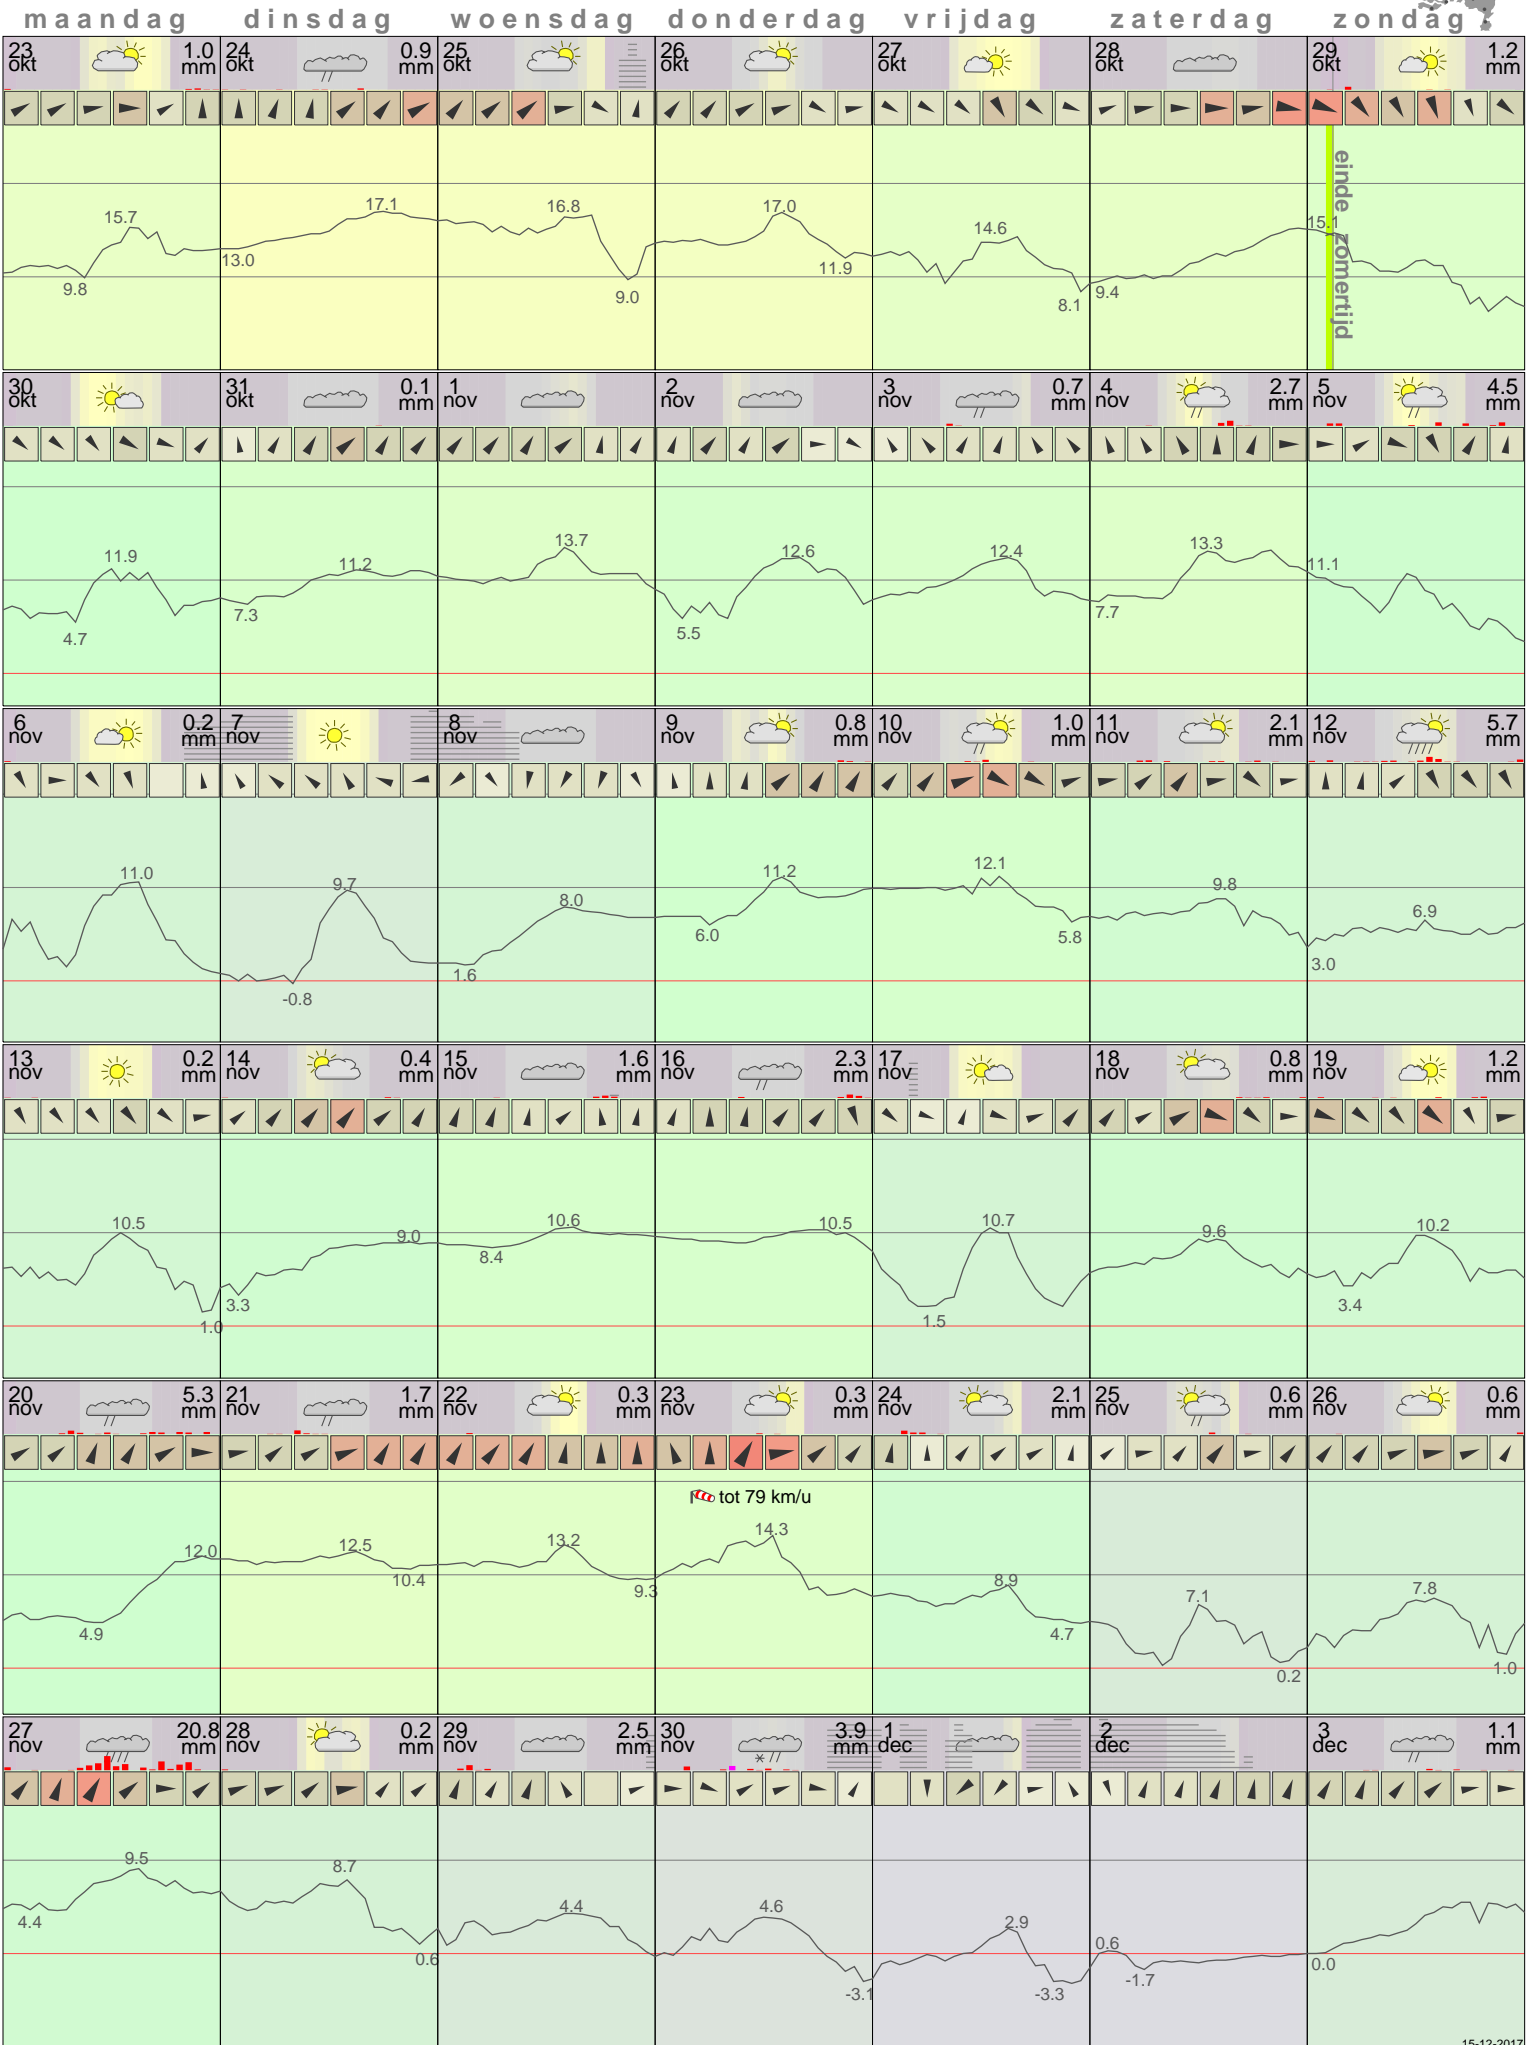 maandag dinsdag woensdag donderdag vrijdag zaterdag zondag
23 okt 1.0 mm 24 okt 0.9 mm 25 okt 26 okt 27 okt 28 okt 29 okt 1.2 mm
15.7 17.1 16.8 17.0 14.6 15.1
9.8 13.0 9.0 11.9 8.1 9.4
einde zomertijd
30 okt 31 okt 0.1 mm 1 nov 2 nov 3 nov 0.7 mm 4 nov 2.7 mm 5 nov 4.5 mm
11.9 11.2 13.7 12.6 12.4 13.3 11.1
4.7 7.3 5.5 7.7
6 nov 0.2 mm 7 nov 8 nov 9 nov 0.8 mm 10 nov 1.0 mm 11 nov 2.1 mm 12 nov 5.7 mm
11.0 9.7 8.0 11.2 12.1 9.8 6.9
-0.8 1.6 6.0 5.8 3.0
13 nov 0.2 mm 14 nov 0.4 mm 15 nov 1.6 mm 16 nov 2.3 mm 17 nov 18 nov 0.8 mm 19 nov 1.2 mm
10.5 9.0 10.6 10.5 10.7 9.6 10.2
1.0 3.3 8.4 1.5 3.4
20 nov 5.3 mm 21 nov 1.7 mm 22 nov 0.3 mm 23 nov 0.3 mm 24 nov 2.1 mm 25 nov 0.6 mm 26 nov 0.6 mm
tot 79 km/u
12.0 12.5 13.2 14.3 8.9 7.1 7.8
4.9 10.4 9.3 4.7 0.2 1.0
27 nov 20.8 mm 28 nov 0.2 mm 29 nov 2.5 mm 30 nov 3.9 mm 1 dec 2 dec 3 dec 1.1 mm
9.5 8.7 4.4 4.6 2.9 0.6
4.4 0.6 -3.1 -3.3 -1.7 0.0
15-12-2017